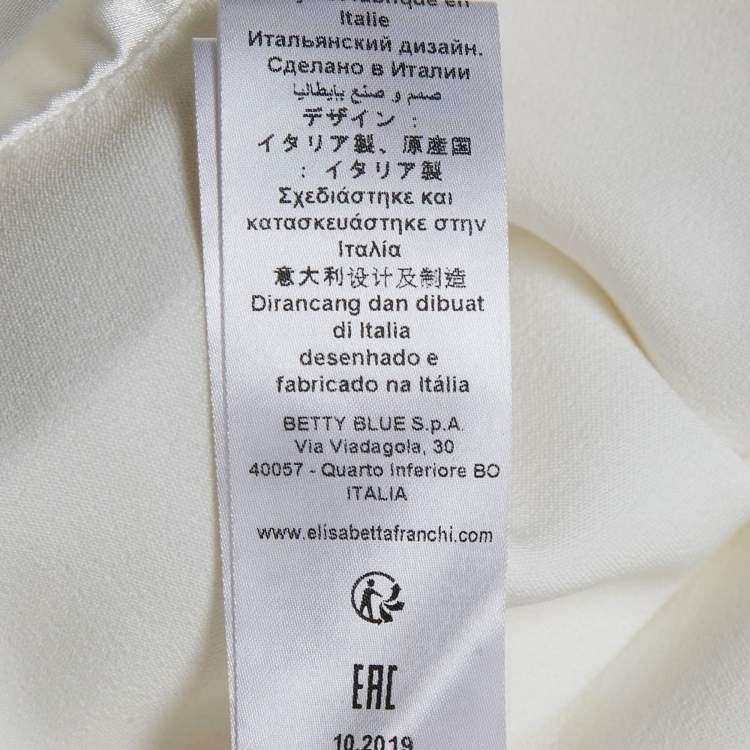 fabriqué en
Italie
Итальянский дизайн.
Сделано в Италии
صمم و صنع بإيطاليا
デザイン :
イタリア製、原産国
: イタリア製
Σχεδιάστηκε και
κατασκευάστηκε στην
Ιταλία
意大利设计及制造
Dirancang dan dibuat
di Italia
desenhado e
fabricado na Itália
BETTY BLUE S.p.A.
Via Viadagola, 30
40057 - Quarto Inferiore BO
ITALIA
www.elisabettafranchi.com
EAC
10.2019